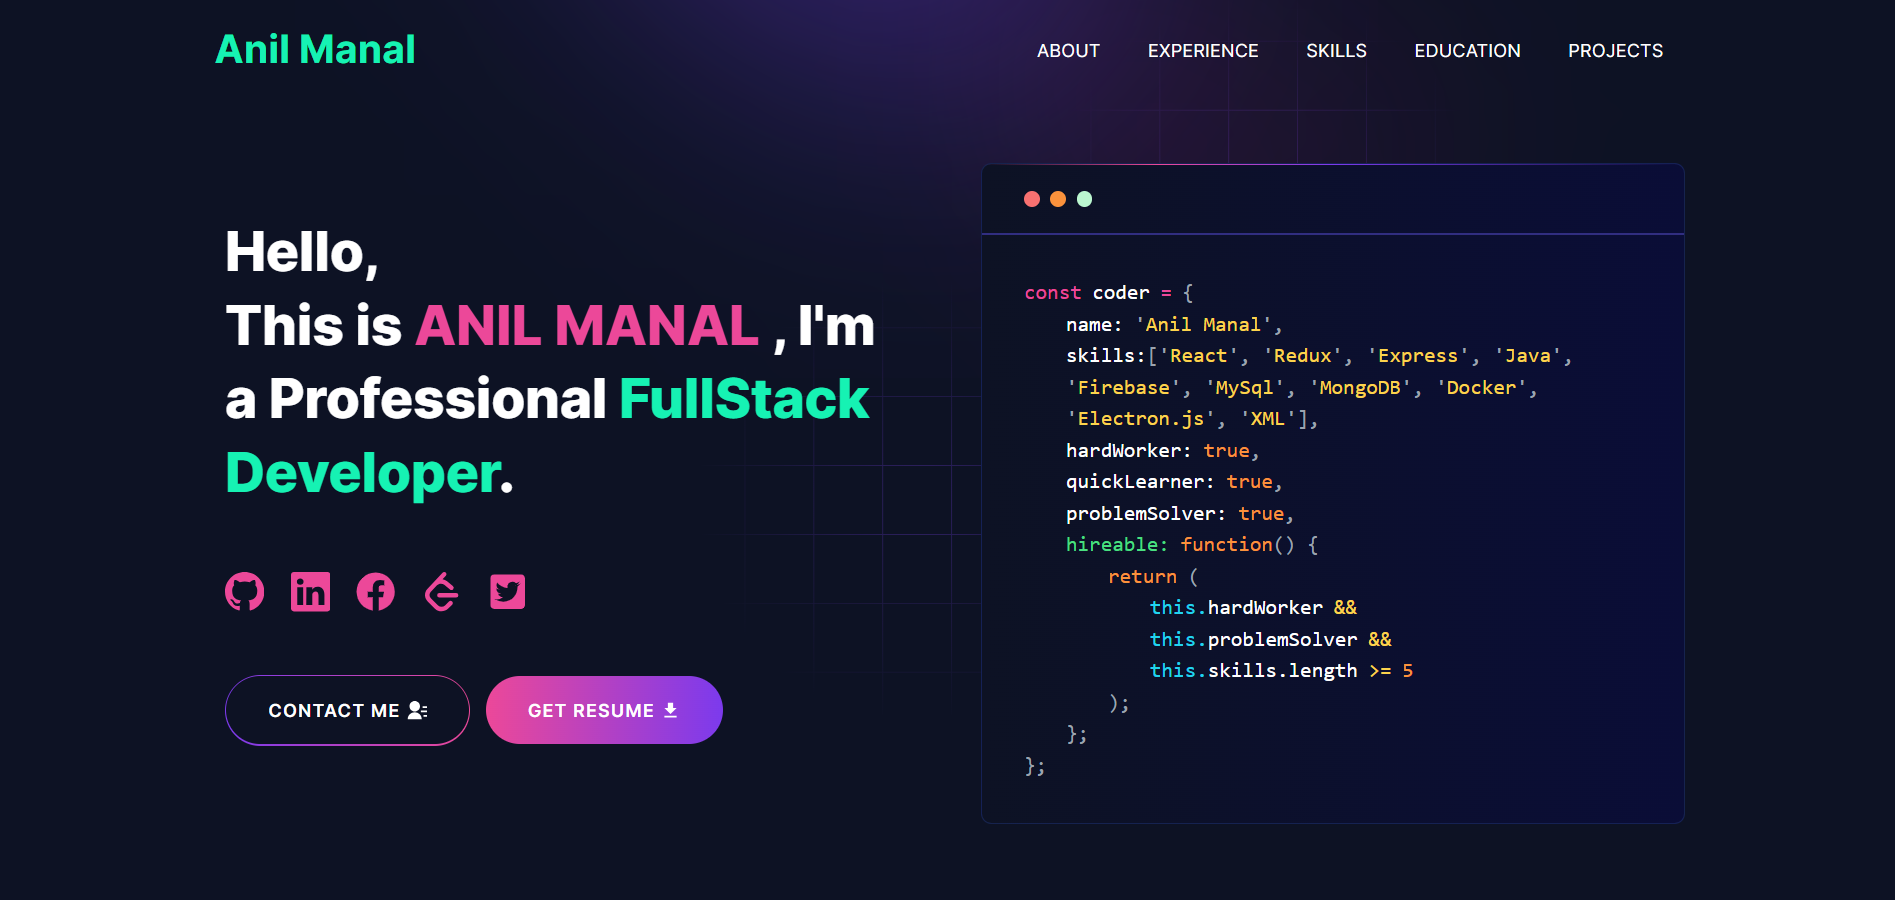 Anil Manal
ABOUT EXPERIENCE SKILLS EDUCATION PROJECTS
Hello,
This is ANIL MANAL , I'm
a Professional FullStack
Developer.
CONTACT ME
GET RESUME
const coder = {
name: 'Anil Manal',
skills:['React', 'Redux', 'Express', 'Java',
'Firebase', 'MySql', 'MongoDB', 'Docker',
'Electron.js', 'XML'],
hardWorker: true,
quickLearner: true,
problemSolver: true,
hireable: function() {
return (
this.hardWorker &&
this.problemSolver &&
this.skills.length >= 5
);
};
};